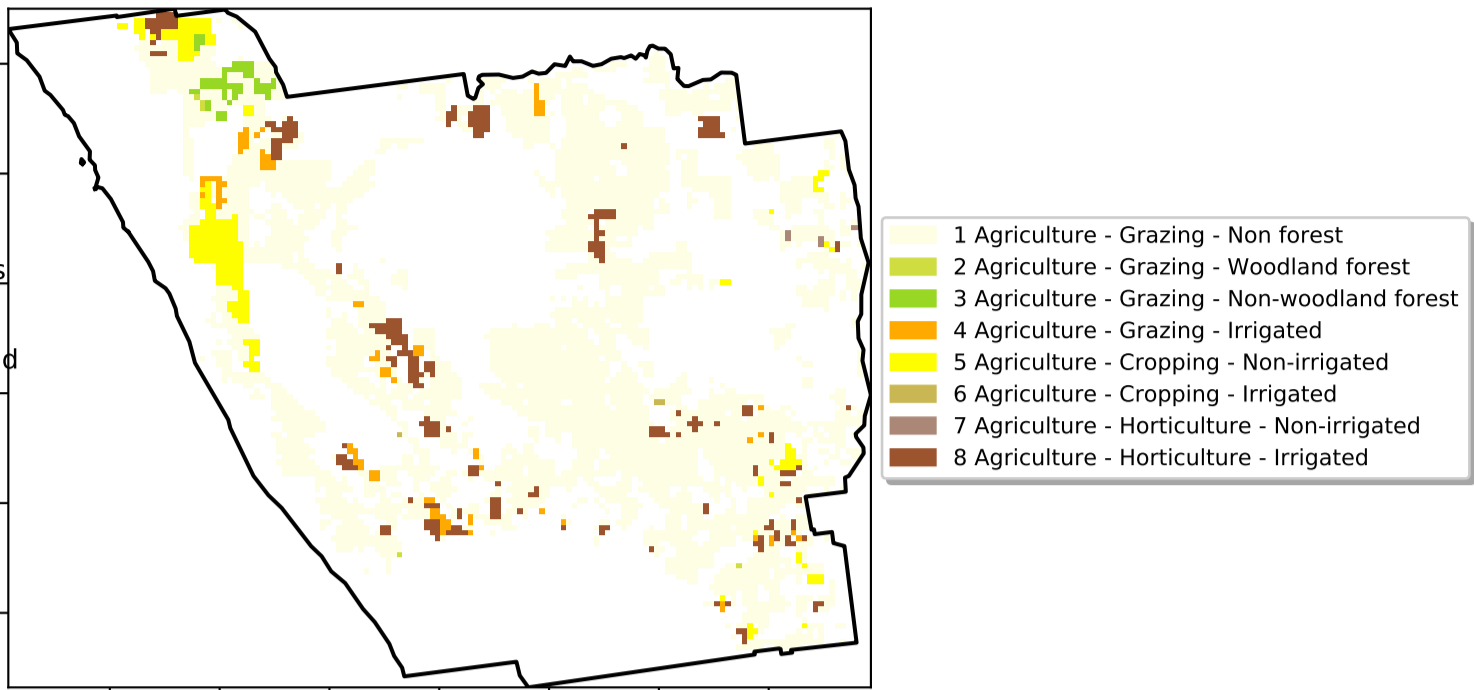 s
d
1 Agriculture - Grazing - Non forest
2 Agriculture - Grazing - Woodland forest
3 Agriculture - Grazing - Non-woodland forest
4 Agriculture - Grazing - Irrigated
5 Agriculture - Cropping - Non-irrigated
6 Agriculture - Cropping - Irrigated
7 Agriculture - Horticulture - Non-irrigated
8 Agriculture - Horticulture - Irrigated